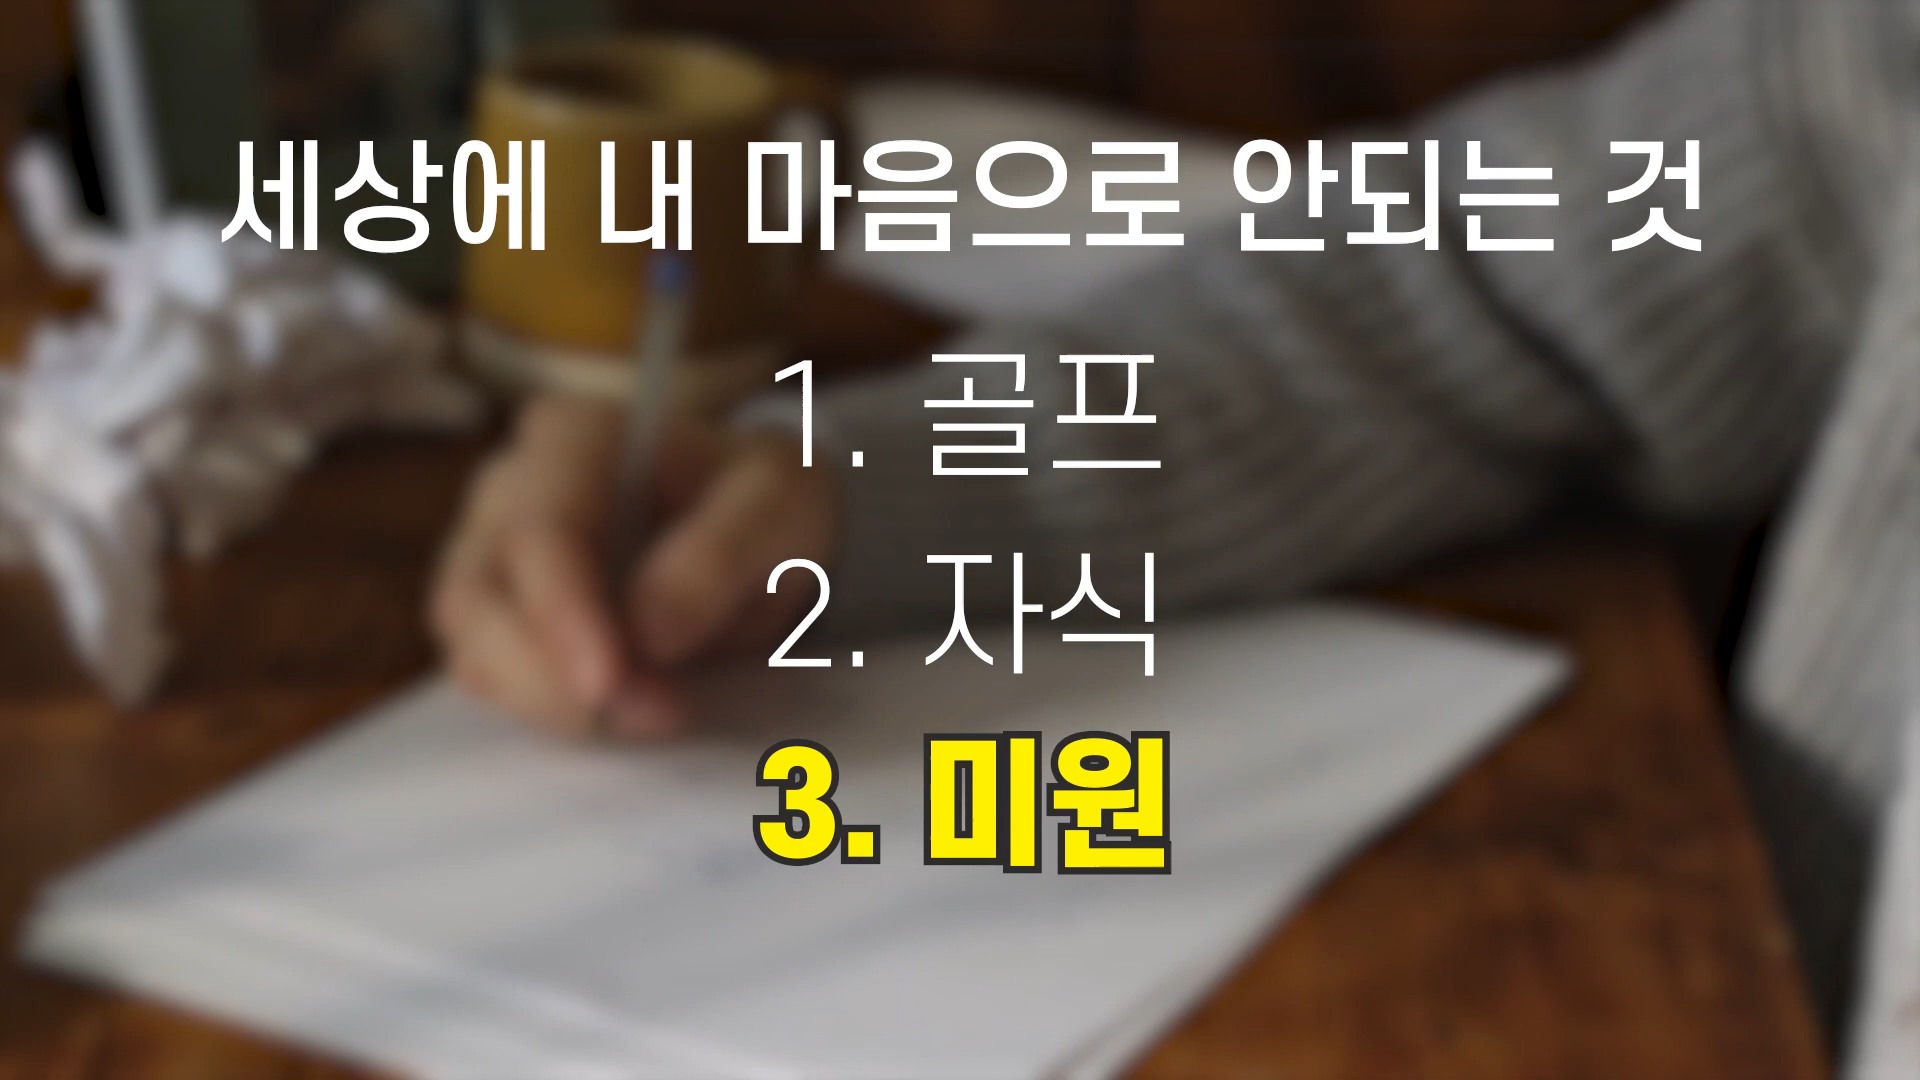 세상에 내 마음으로 안되는 것
1. 골프
2. 자식
3. 미원